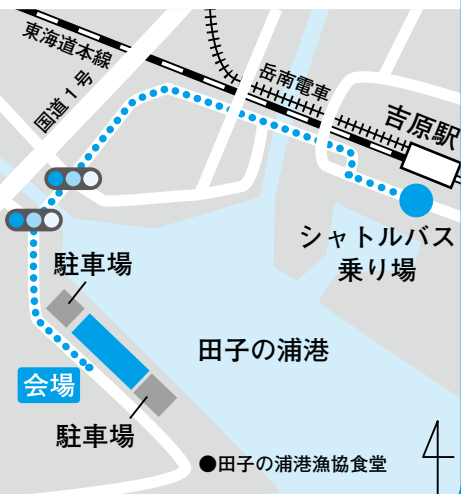 東海道本線
国道1号
岳南電車
吉原駅
シャトルバス
乗り場
駐車場
田子の浦港
会場
駐車場
●田子の浦港漁協食堂